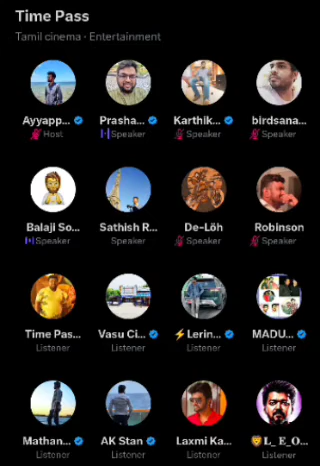 Time Pass
Tamil cinema · Entertainment
Ayyapp... Prasha... Karthik... birdsana...
Host Speaker Speaker Speaker
Balaji So... Sathish R... De-Löh Robinson
Speaker Speaker Speaker Speaker
Time Pas... Vasu Ci... ⚡Lerin... MADU...
Listener Listener Listener Listener
Mathan... AK Stan Laxmi Ka... 🦁𝐋_𝐄_𝐎...
Listener Listener Listener Listener